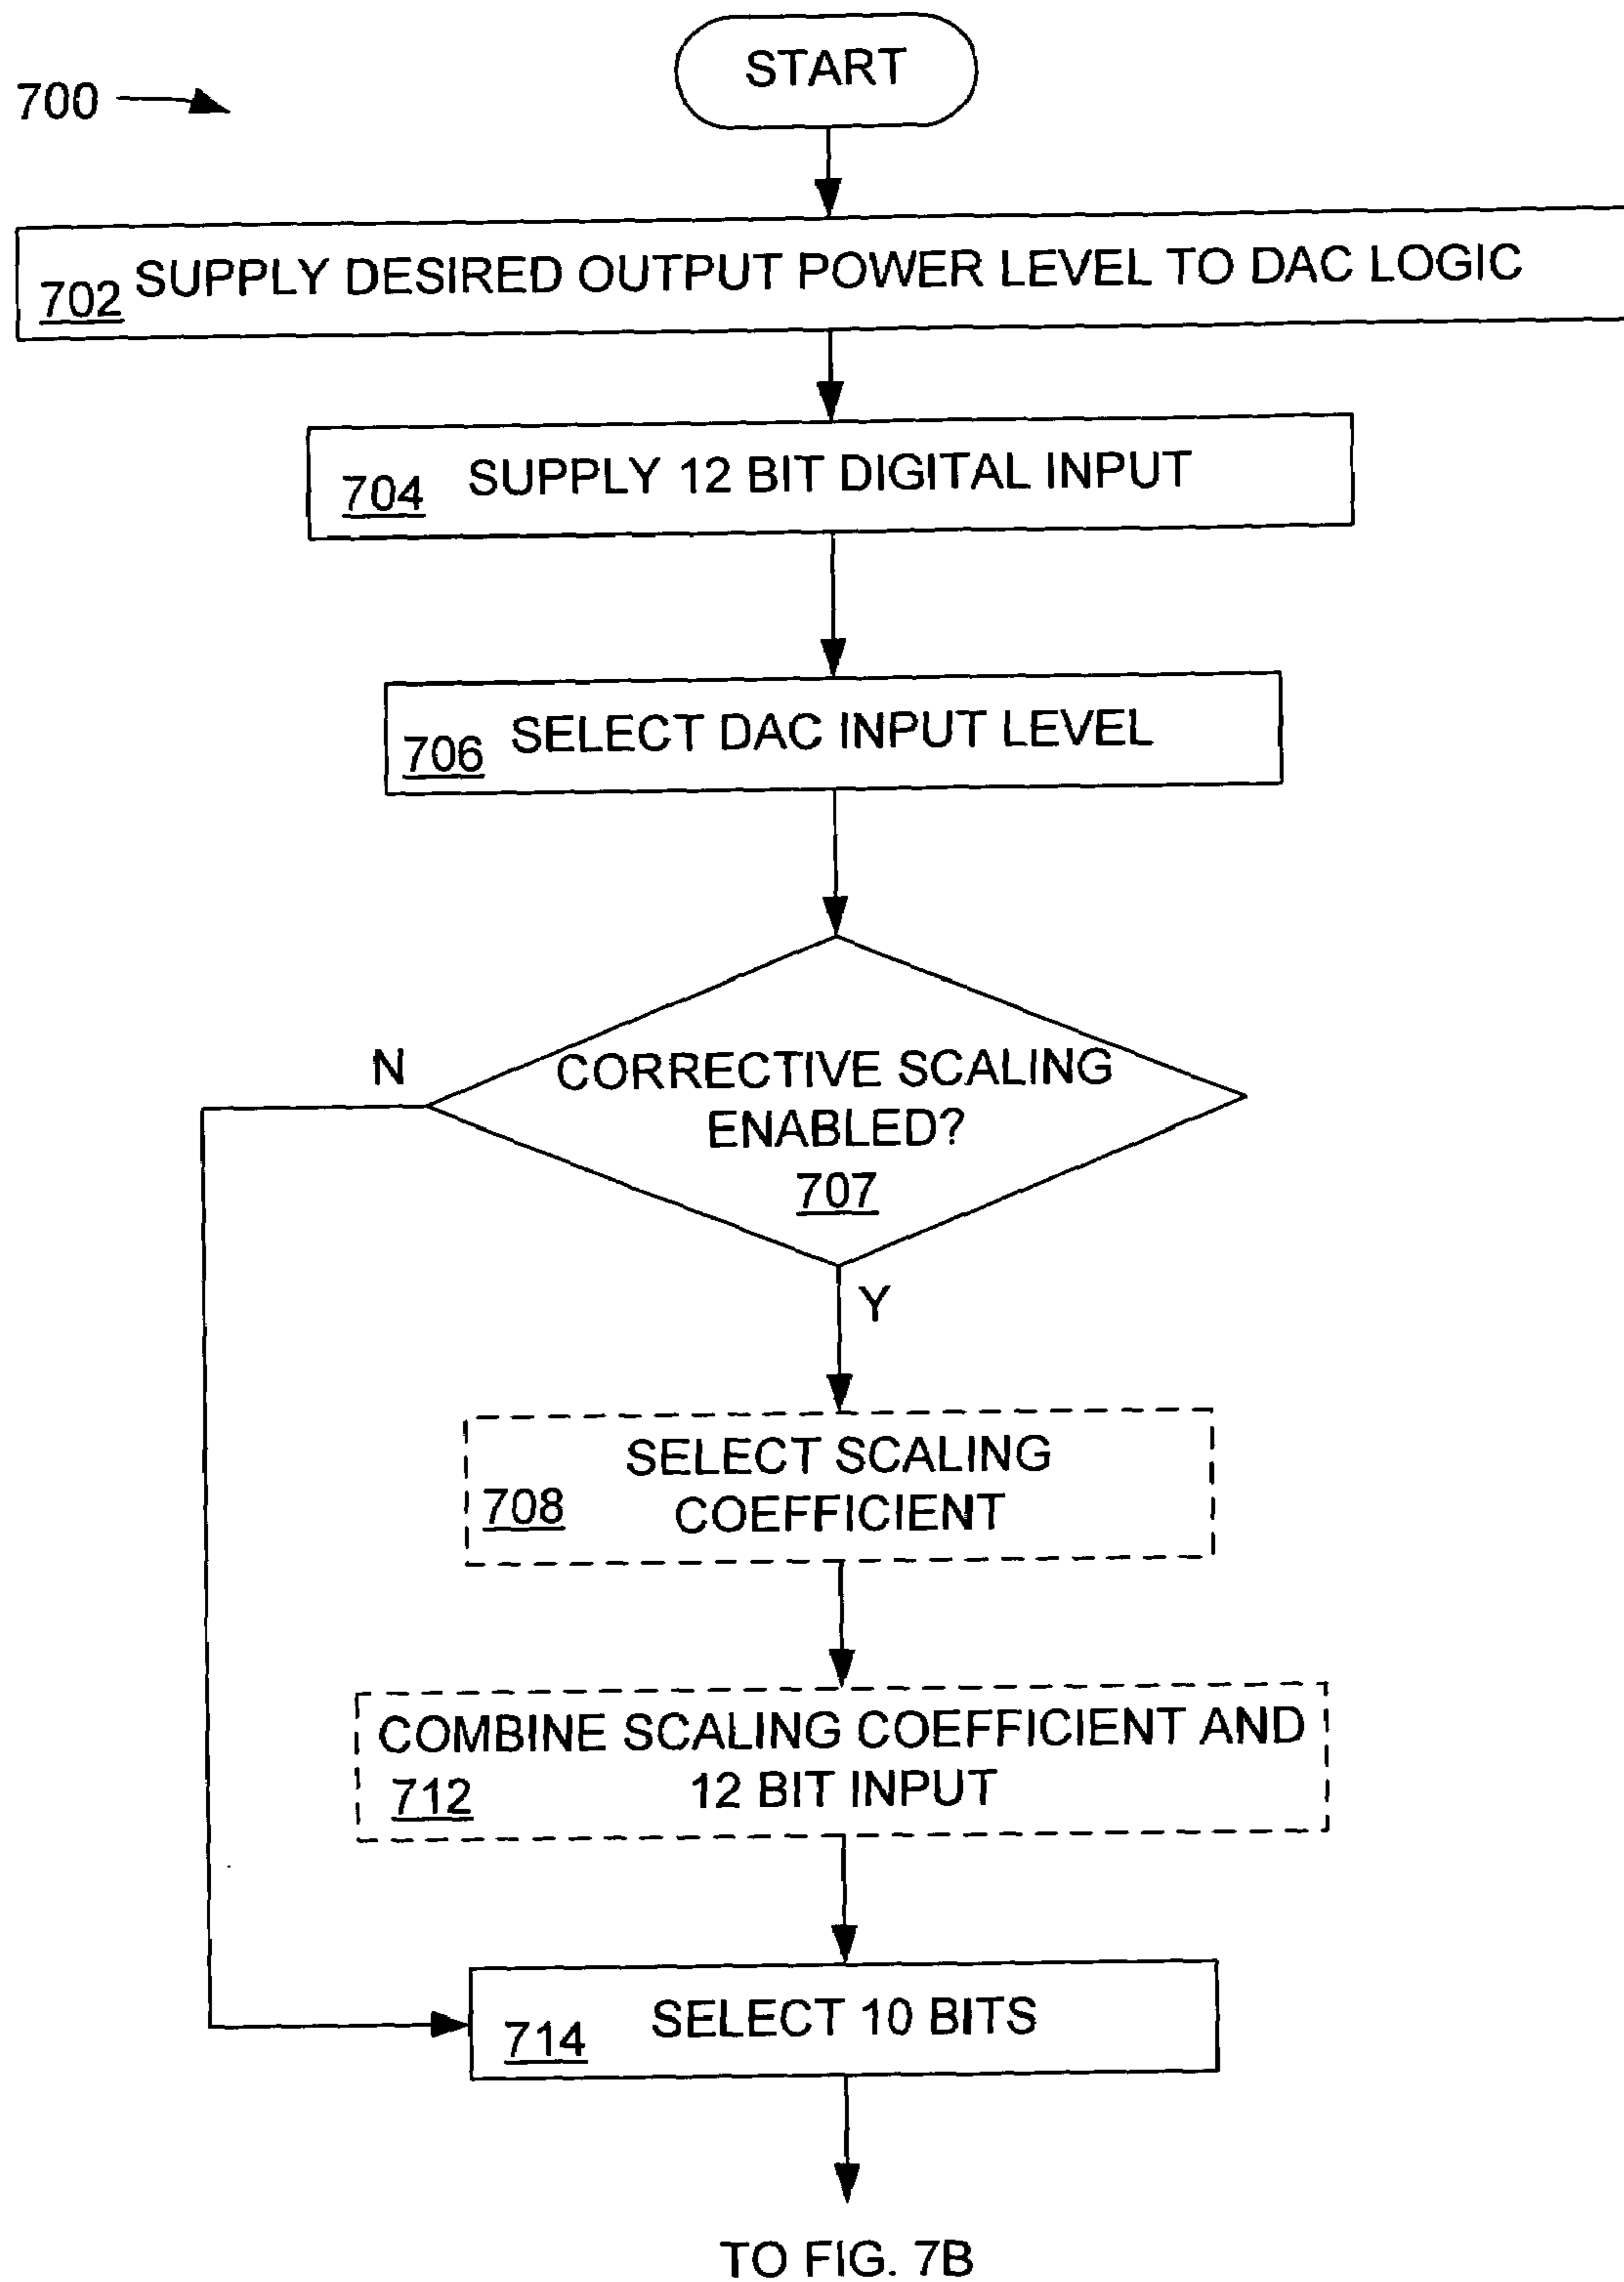 START
700
SUPPLY DESIRED OUTPUT POWER LEVEL TO DAC LOGIC
702
SUPPLY 12 BIT DIGITAL INPUT
704
SELECT DAC INPUT LEVEL
706
N
CORRECTIVE SCALING
ENABLED?
707
Y
SELECT SCALING
COEFFICIENT
708
COMBINE SCALING COEFFICIENT AND
12 BIT INPUT
712
SELECT 10 BITS
714
TO FIG. 7B